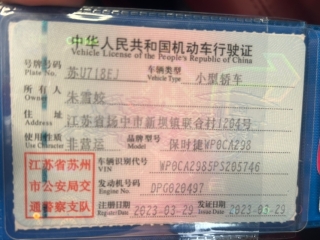 中华人民共和国机动车行驶证
Vehicle License of the People's Republic of China
号牌号码 苏U718EJ 车辆类型 小型轿车
Plate No. Vehicle Type
所有人 朱雪姣
Owner
住址 江苏省扬中市新坝镇联合村1204号
Address
使用性质 非营运 品牌型号 保时捷WP0CA298
Use Character Model
江苏省苏州 车辆识别代号 WP0CA2985PS205746
VIN
市公安局交 发动机号码 DPG020497
Engine No.
通警察支队 注册日期 2023-03-29 发证日期 2023-03-29
Register Date Issue Date